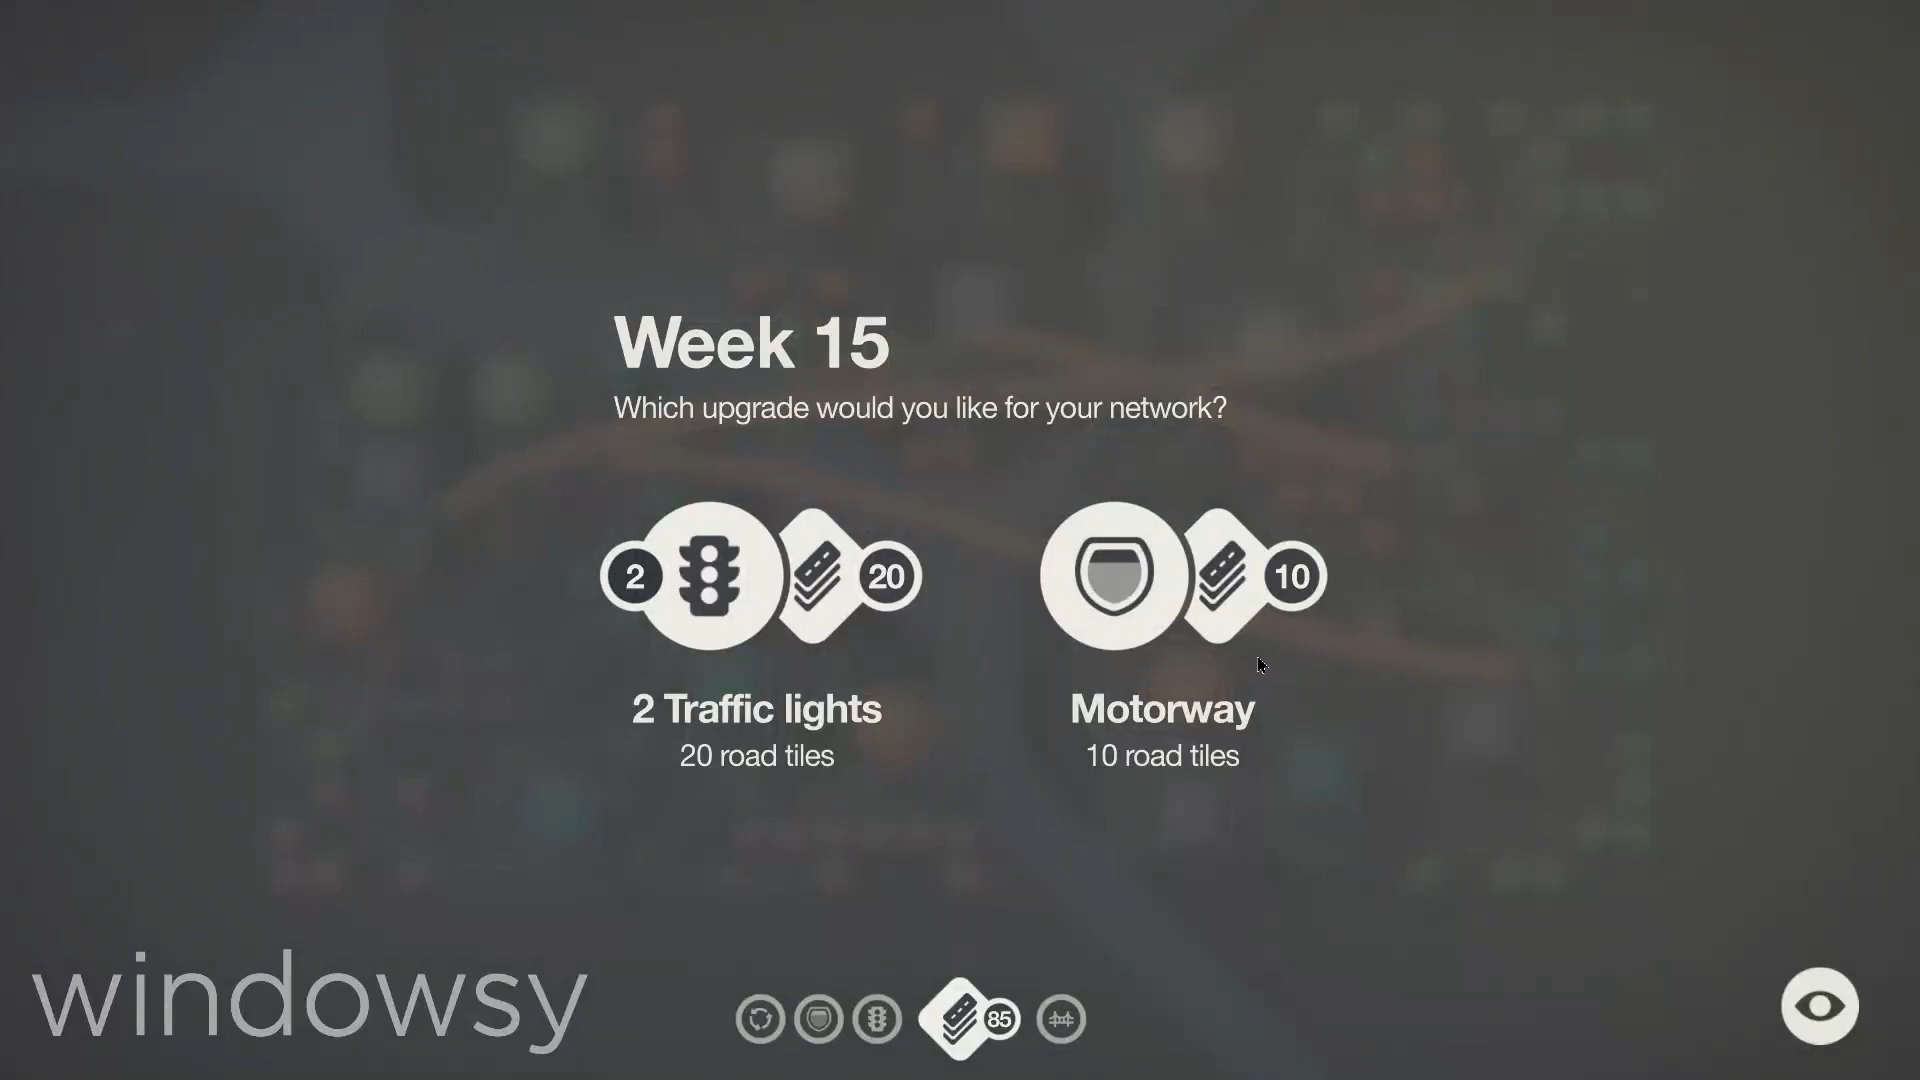 Week 15
Which upgrade would you like for your network?
2
20
10
2 Traffic lights
20 road tiles
Motorway
10 road tiles
windowsy
85